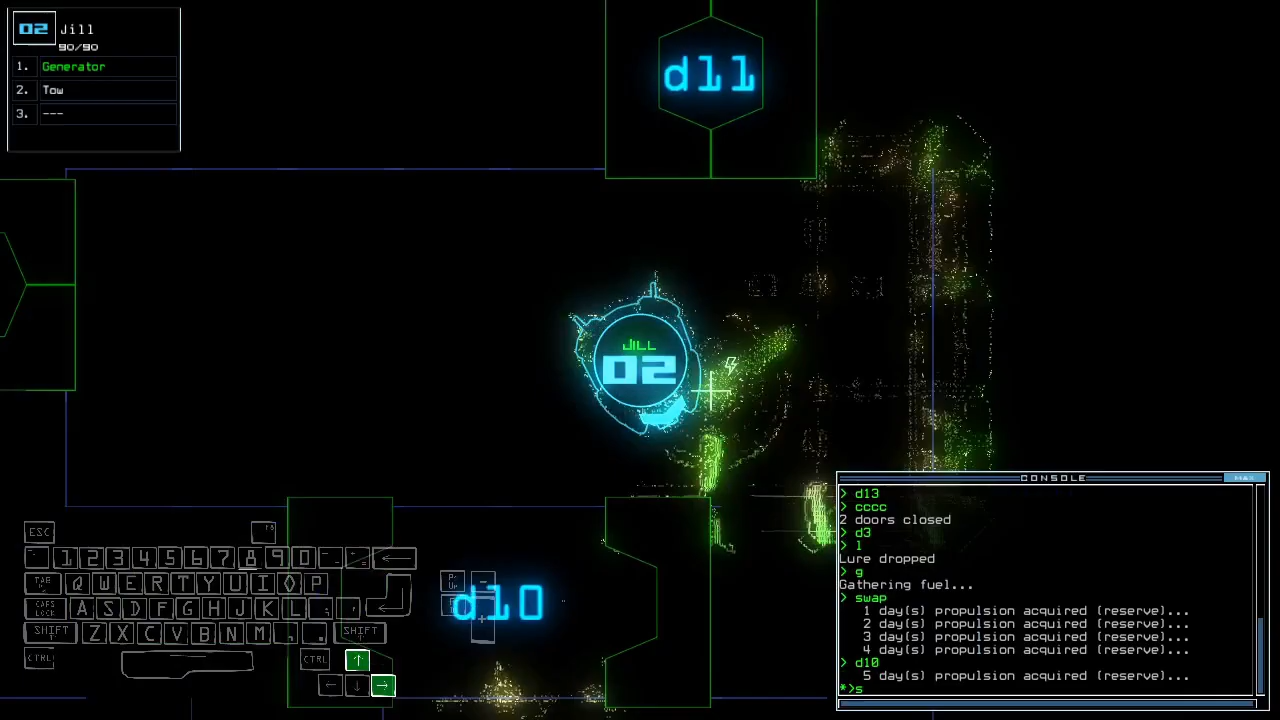 02 Jill
90/90
1. Generator
2. Tow
3. ---
d11
JILL
02
d10
CONSOLE
MAX
> d13
> cccc
2 doors closed
> d3
> l
Lure dropped
> g
Gathering fuel...
> swap
1 day(s) propulsion acquired (reserve)...
2 day(s) propulsion acquired (reserve)...
3 day(s) propulsion acquired (reserve)...
4 day(s) propulsion acquired (reserve)...
> d10
5 day(s) propulsion acquired (reserve)...
*>s
ESC
1 2 3 4 5 6 7 8 9 0
TAB Q W E R T Y U I O P
CAPS LOCK A S D F G H J K L ;
SHIFT Z X C V B N M , . SHIFT
CTRL CTRL